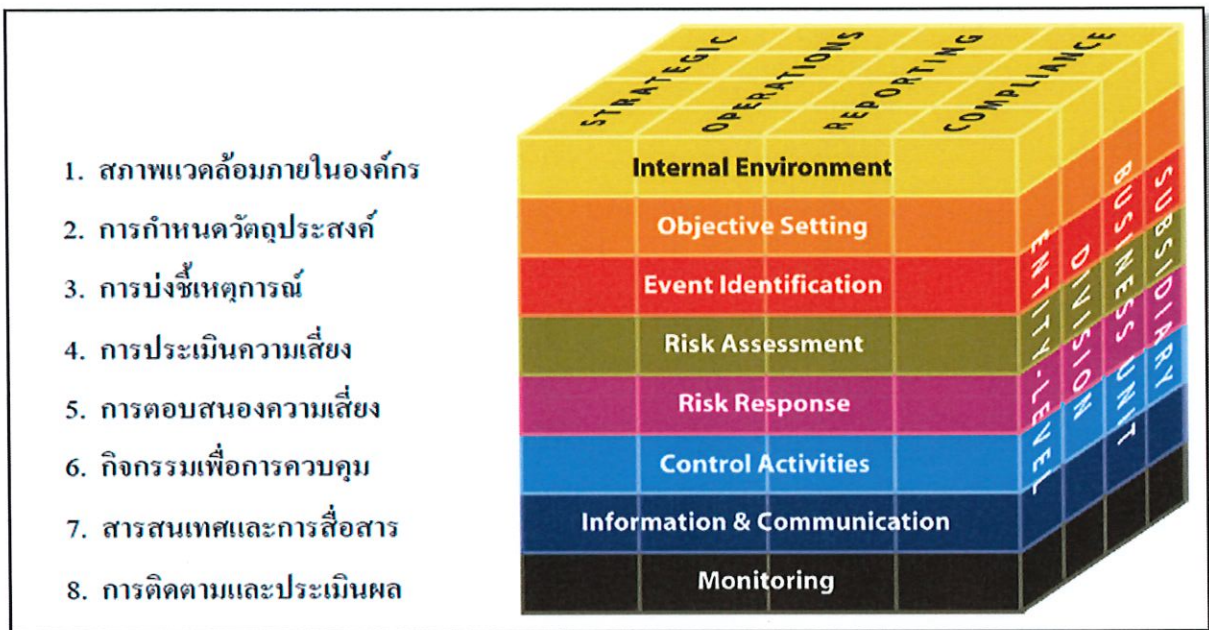 1. สภาพแวดล้อมภายในองค์กร
2. การกำหนดวัตถุประสงค์
3. การบ่งชี้เหตุการณ์
4. การประเมินความเสี่ยง
5. การตอบสนองความเสี่ยง
6. กิจกรรมเพื่อการควบคุม
7. สารสนเทศและการสื่อสาร
8. การติดตามและประเมินผล
STRATEGIC
OPERATIONS
REPORTING
COMPLIANCE
Internal Environment
Objective Setting
Event Identification
Risk Assessment
Risk Response
Control Activities
Information & Communication
Monitoring
ENTITY-LEVEL
DIVISION
BUSINESS UNIT
SUBSIDIARY